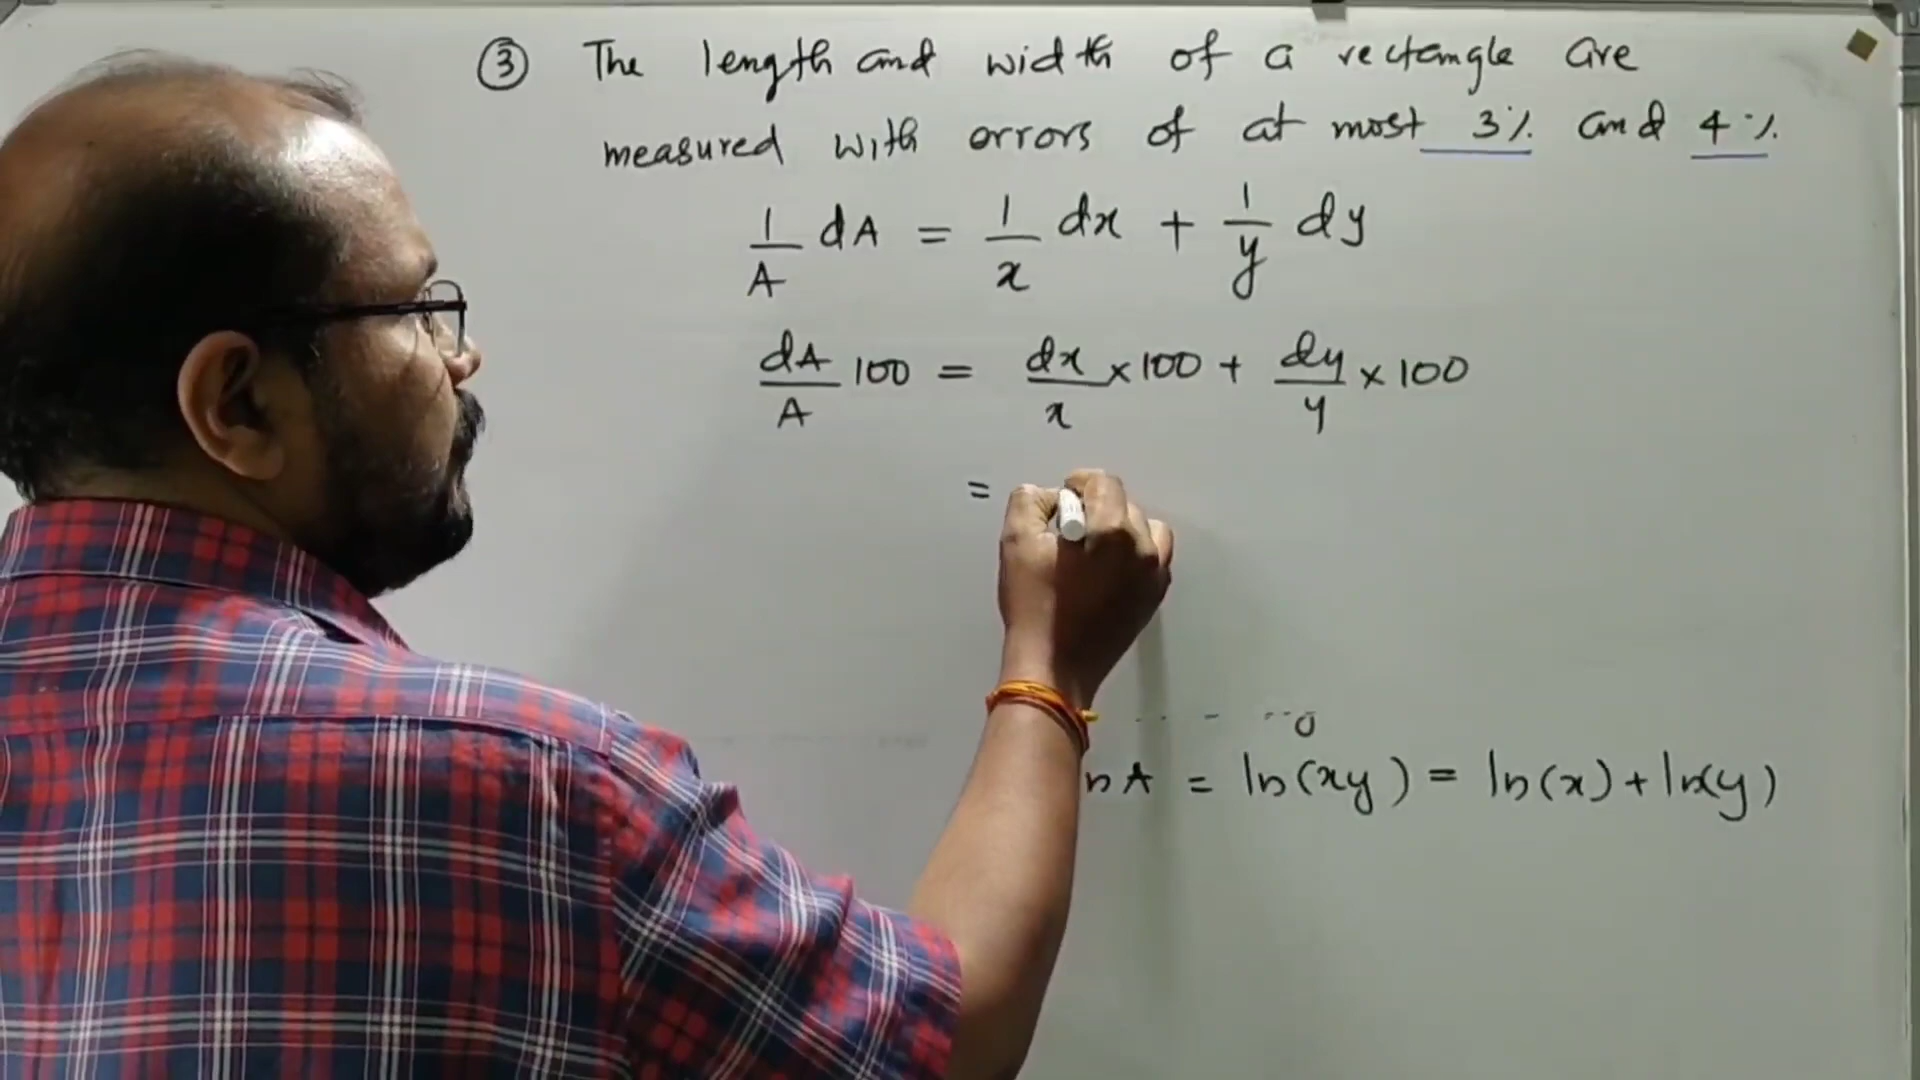 ③ The length and width of a rectangle are
measured with errors of at most 3% and 4%.
1/A dA = 1/x dx + 1/y dy
dA/A 100 = dx/x × 100 + dy/y × 100
=
A = ln(xy) = ln(x) + ln(y)